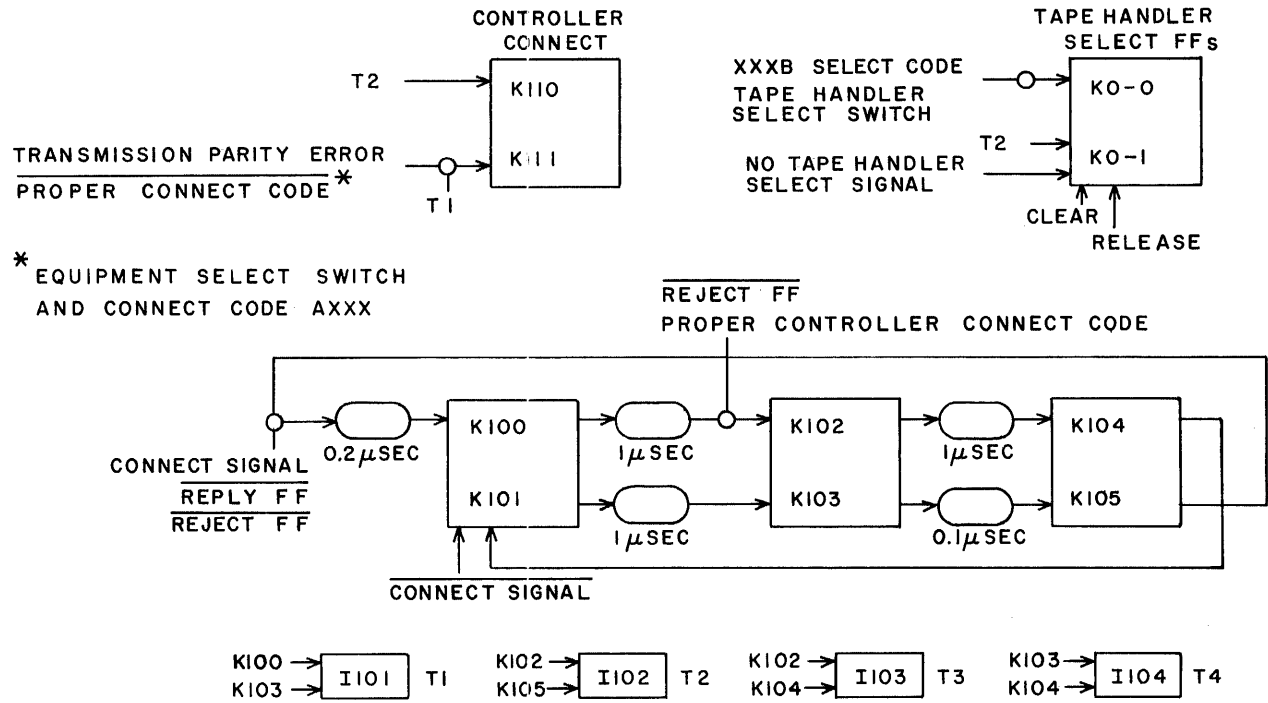 CONTROLLER
CONNECT
T2
K110
TRANSMISSION PARITY ERROR
PROPER CONNECT CODE*
K111
T1
TAPE HANDLER
SELECT FFs
XXXB SELECT CODE
TAPE HANDLER
SELECT SWITCH
K0-0
T2
K0-1
NO TAPE HANDLER
SELECT SIGNAL
CLEAR
RELEASE
* EQUIPMENT SELECT SWITCH
AND CONNECT CODE AXXX
REJECT FF
PROPER CONTROLLER CONNECT CODE
CONNECT SIGNAL
REPLY FF
REJECT FF
0.2μSEC
K100
K101
1μSEC
1μSEC
K102
K103
1μSEC
0.1μSEC
K104
K105
CONNECT SIGNAL
K100
K103
I101
T1
K102
K105
I102
T2
K102
K104
I103
T3
K103
K104
I104
T4